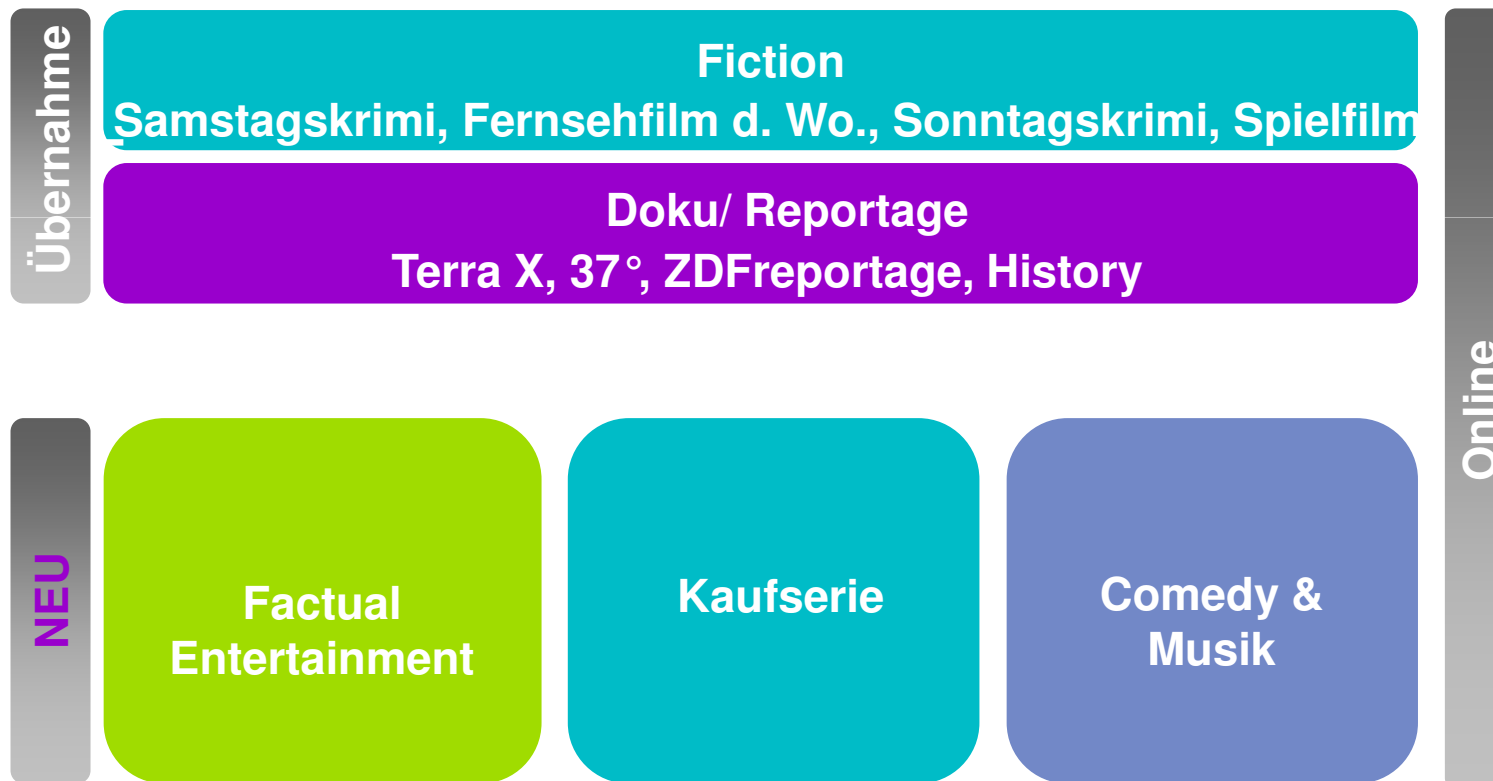 Übernahme
Fiction
Samstagskrimi, Fernsehfilm d. Wo., Sonntagskrimi, Spielfilm
Doku/ Reportage
Terra X, 37°, ZDFreportage, History
Online
NEU
Factual
Entertainment
Kaufserie
Comedy &
Musik